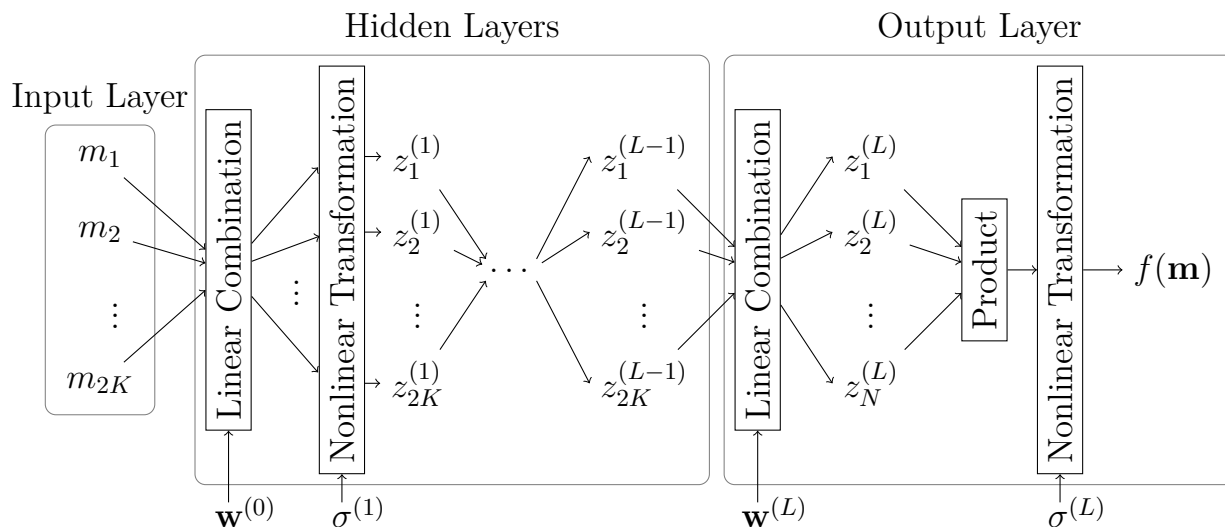 Hidden Layers
Output Layer
Input Layer
m_1
m_2
⋮
m_{2K}
Linear Combination
w^{(0)}
⋯
Nonlinear Transformation
σ^{(1)}
z_1^{(1)}
z_2^{(1)}
⋮
z_{2K}^{(1)}
⋯
z_1^{(L-1)}
z_2^{(L-1)}
⋮
z_{2K}^{(L-1)}
Linear Combination
w^{(L)}
z_1^{(L)}
z_2^{(L)}
⋮
z_N^{(L)}
Product
Nonlinear Transformation
σ^{(L)}
f(m)